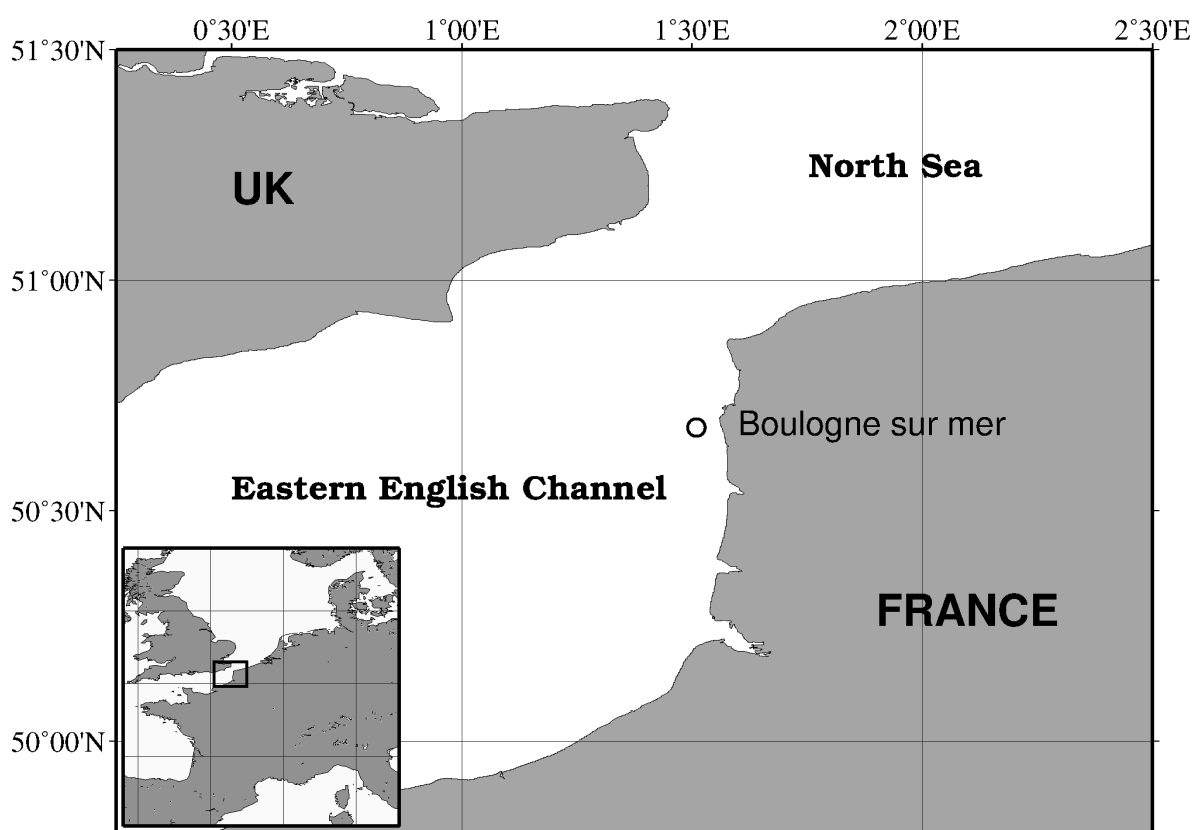 0°30'E 1°00'E 1°30'E 2°00'E 2°30'E
51°30'N
North Sea
UK
51°00'N
Boulogne sur mer
Eastern English Channel
50°30'N
FRANCE
50°00'N